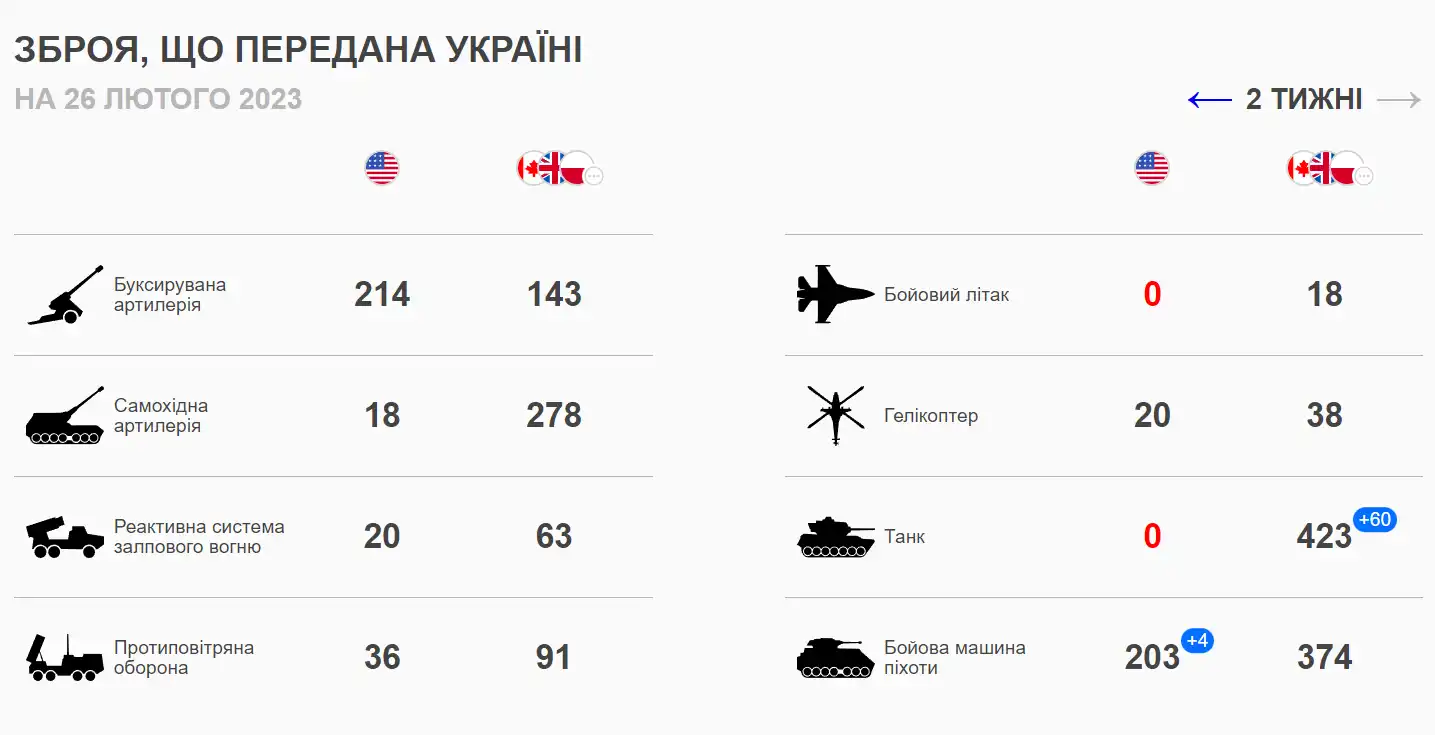 ЗБРОЯ, ЩО ПЕРЕДАНА УКРАЇНІ
НА 26 ЛЮТОГО 2023
2 ТИЖНІ
Буксирувана
артилерія
214
143
Самохідна
артилерія
18
278
Реактивна система
залпового вогню
20
63
Протиповітряна
оборона
36
91
Бойовий літак
0
18
Гелікоптер
20
38
Танк
0
423
+60
Бойова машина
піхоти
203
+4
374